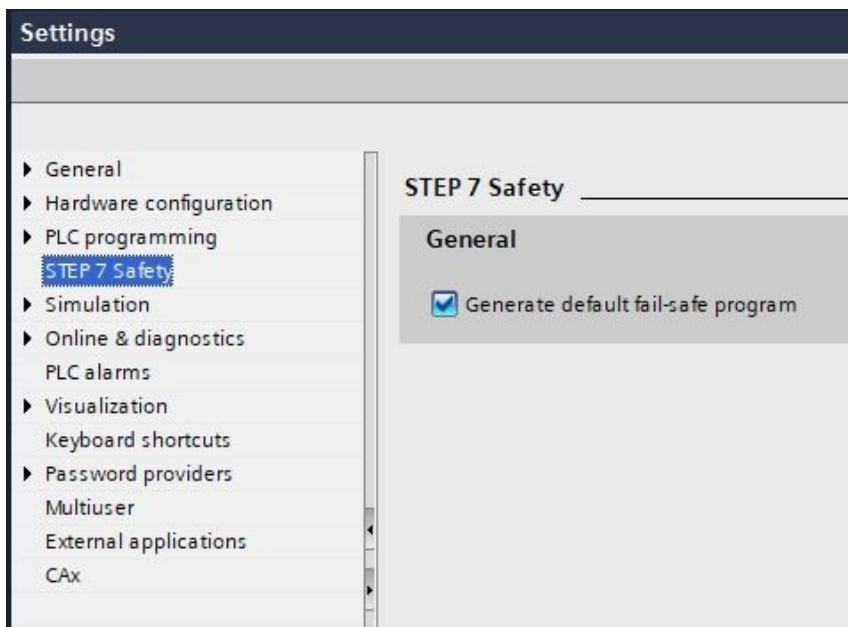 Settings
General
Hardware configuration
PLC programming
STEP 7 Safety
Simulation
Online & diagnostics
PLC alarms
Visualization
Keyboard shortcuts
Password providers
Multiuser
External applications
CAx
STEP 7 Safety
General
Generate default fail-safe program